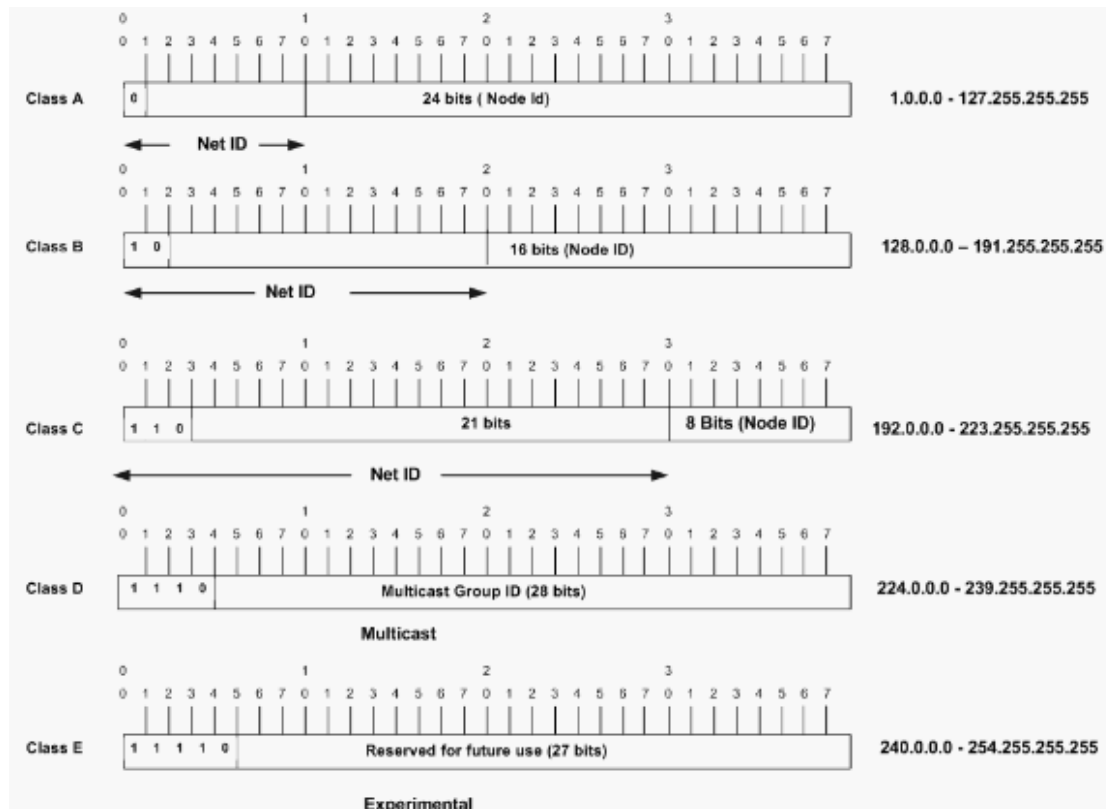 0 1 2 3
0 1 2 3 4 5 6 7 0 1 2 3 4 5 6 7 0 1 2 3 4 5 6 7 0 1 2 3 4 5 6 7
Class A 0 24 bits ( Node Id) 1.0.0.0 - 127.255.255.255
Net ID
0 1 2 3
0 1 2 3 4 5 6 7 0 1 2 3 4 5 6 7 0 1 2 3 4 5 6 7 0 1 2 3 4 5 6 7
Class B 1 0 16 bits (Node ID) 128.0.0.0 – 191.255.255.255
Net ID
0 1 2 3
0 1 2 3 4 5 6 7 0 1 2 3 4 5 6 7 0 1 2 3 4 5 6 7 0 1 2 3 4 5 6 7
Class C 1 1 0 21 bits 8 Bits (Node ID) 192.0.0.0 - 223.255.255.255
Net ID
0 1 2 3
0 1 2 3 4 5 6 7 0 1 2 3 4 5 6 7 0 1 2 3 4 5 6 7 0 1 2 3 4 5 6 7
Class D 1 1 1 0 Multicast Group ID (28 bits) 224.0.0.0 - 239.255.255.255
Multicast
0 1 2 3
0 1 2 3 4 5 6 7 0 1 2 3 4 5 6 7 0 1 2 3 4 5 6 7 0 1 2 3 4 5 6 7
Class E 1 1 1 1 0 Reserved for future use (27 bits) 240.0.0.0 - 254.255.255.255
Experimental